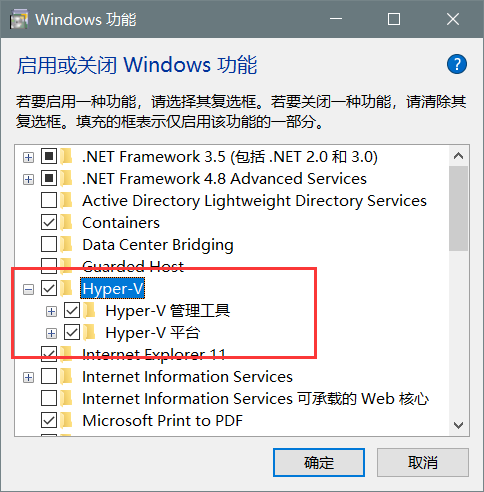 Windows 功能
启用或关闭 Windows 功能
?
若要启用一种功能，请选择其复选框。若要关闭一种功能，请清除其
复选框。填充的框表示仅启用该功能的一部分。
.NET Framework 3.5 (包括 .NET 2.0 和 3.0)
.NET Framework 4.8 Advanced Services
Active Directory Lightweight Directory Services
Containers
Data Center Bridging
Guarded Host
Hyper-V
Hyper-V 管理工具
Hyper-V 平台
Internet Explorer 11
Internet Information Services
Internet Information Services 可承载的 Web 核心
Microsoft Print to PDF
确定
取消